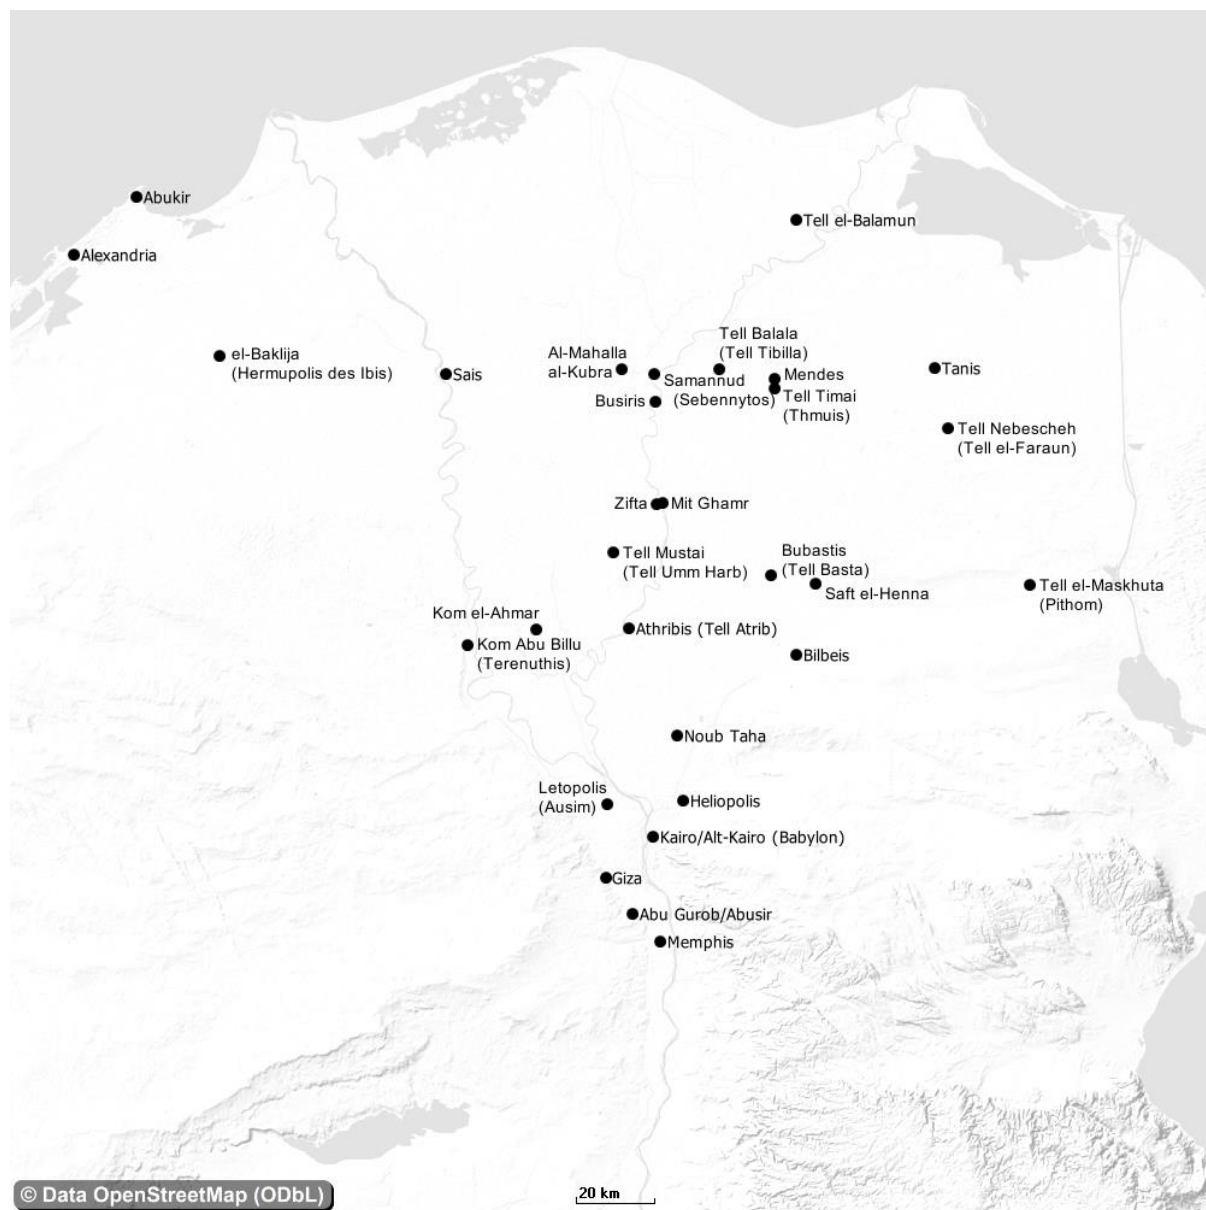 Abukir
Tell el-Balamun
Alexandria
Tell Balala
(Tell Tibilla)
el-Baklija
(Hermupolis des Ibis)
Sais
Al-Mahalla
al-Kubra
Samannud
(Sebennytos)
Mendes
Tell Timai
(Thmuis)
Tanis
Busiris
Tell Nebescheh
(Tell el-Faraun)
Zifta
Mit Ghamr
Tell Mustai
(Tell Umm Harb)
Bubastis
(Tell Basta)
Saft el-Henna
Tell el-Maskhuta
(Pithom)
Kom el-Ahmar
Kom Abu Billu
(Terenuthis)
Athribis (Tell Atrib)
Bilbeis
Noub Taha
Letopolis
(Ausim)
Heliopolis
Kairo/Alt-Kairo (Babylon)
Giza
Abu Gurob/Abusir
Memphis
© Data OpenStreetMap (ODbL)
20 km